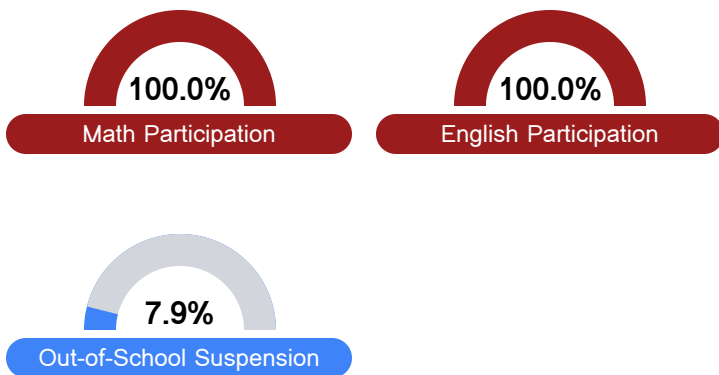 100.0%
Math Participation
100.0%
English Participation
7.9%
Out-of-School Suspension